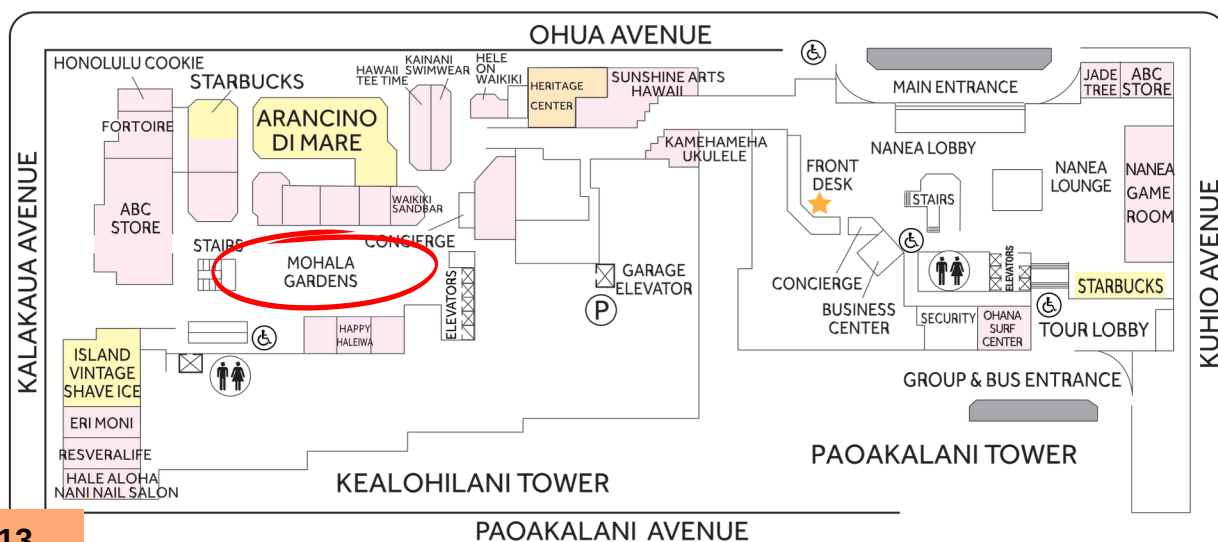 OHUA AVENUE
HONOLULU COOKIE
STARBUCKS
FORTOIRE
ABC
STORE
ARANCINO
DI MARE
HAWAII
TEE TIME
KAINANI
SWIMWEAR
HELE
ON
WAIKIKI
HERITAGE
CENTER
SUNSHINE ARTS
HAWAII
KAMEHAMEHA
UKULELE
MAIN ENTRANCE
JADE
TREE
ABC
STORE
NANEA LOBBY
FRONT
DESK
STAIRS
NANEA
LOUNGE
NANEA
GAME
ROOM
KALAKAUA AVENUE
WAIKIKI
SANDBAR
CONCIERGE
STAIRS
MOHALA
GARDENS
ELEVATORS
GARAGE
ELEVATOR
P
CONCIERGE
BUSINESS
CENTER
ELEVATORS
STARBUCKS
SECURITY
OHANA
SURF
CENTER
TOUR LOBBY
KUHIO AVENUE
HAPPY
HALEIWA
ISLAND
VINTAGE
SHAVE ICE
ERI MONI
RESVERALIFE
HALE ALOHA
NANI NAIL SALON
GROUP & BUS ENTRANCE
KEALOHILANI TOWER
PAOAKALANI TOWER
PAOAKALANI AVENUE
13